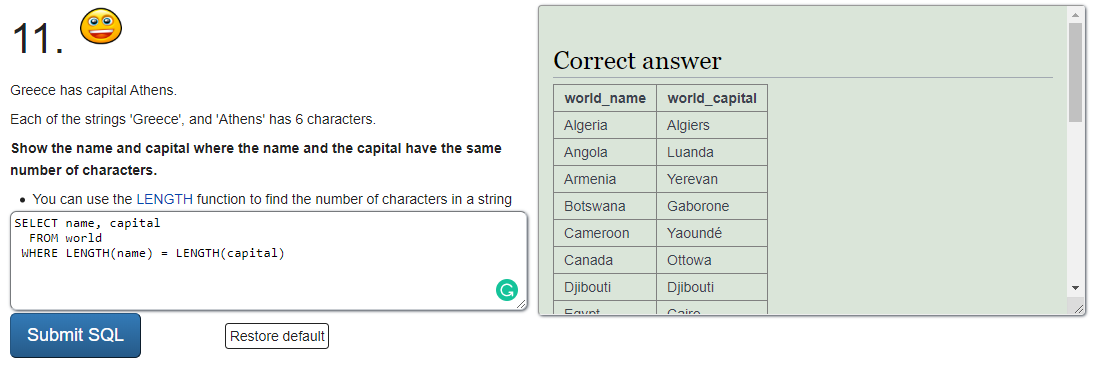 11.
Greece has capital Athens.
Each of the strings 'Greece', and 'Athens' has 6 characters.
Show the name and capital where the name and the capital have the same
number of characters.
• You can use the LENGTH function to find the number of characters in a string
SELECT name, capital
FROM world
WHERE LENGTH(name) = LENGTH(capital)
G
Submit SQL
Restore default
Correct answer
world_name world_capital
Algeria Algiers
Angola Luanda
Armenia Yerevan
Botswana Gaborone
Cameroon Yaoundé
Canada Ottowa
Djibouti Djibouti
Egypt Cairo